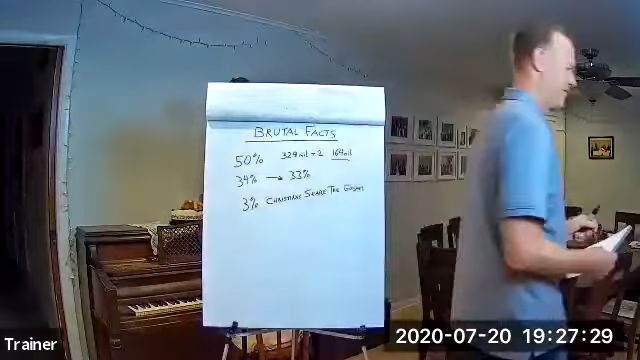 BRUTAL FACTS
50% 329mil ÷ 2 164mil
34% → 33%
3% CHRISTIANS SHARE THE GOSPEL
Trainer
2020-07-20 19:27:29